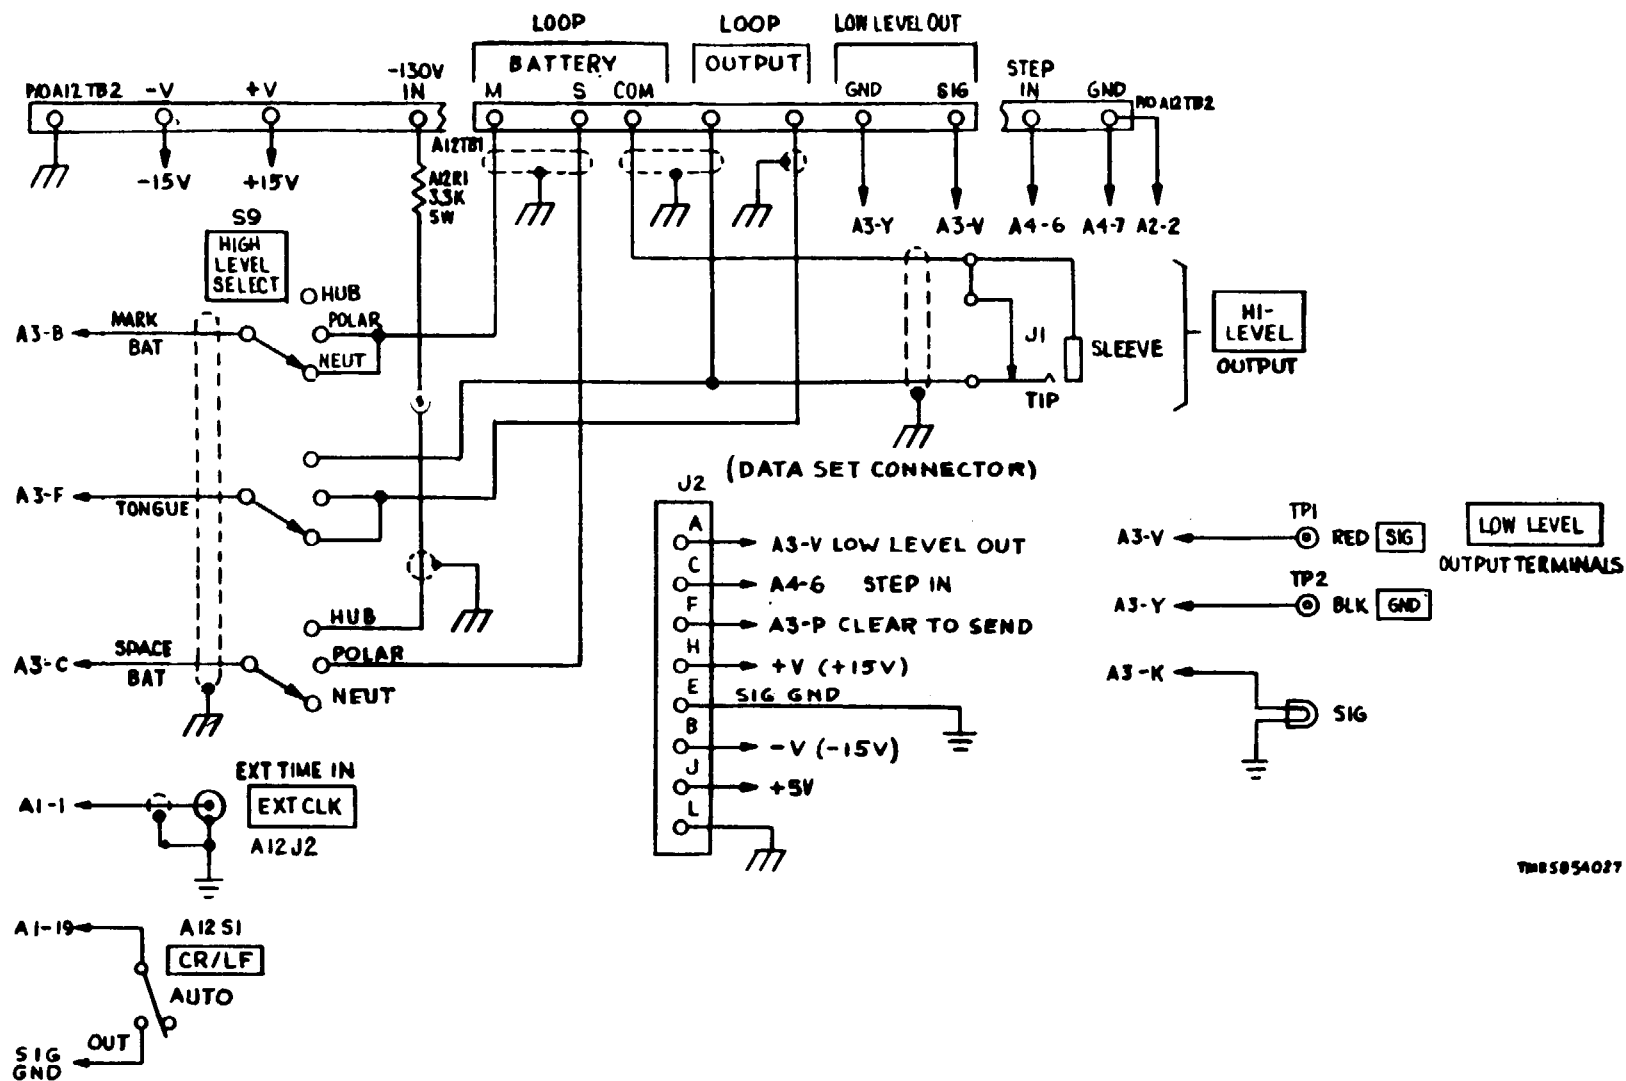 LOOP
BATTERY
LOOP
OUTPUT
LOW LEVEL OUT
P/O A12 TB2
-V
+V
-130V
IN
M
S
COM
GND
SIG
STEP
IN
GND
P/O A12TB2
A12TB1
-15V
+15V
A12R1
3.3K
5W
A3-Y
A3-V
A4-6
A4-7
A2-2
S9
HIGH
LEVEL
SELECT
HUB
POLAR
NEUT
A3-B
MARK
BAT
J1
SLEEVE
TIP
HI-
LEVEL
OUTPUT
A3-F
TONGUE
HUB
POLAR
NEUT
A3-C
SPACE
BAT
(DATA SET CONNECTOR)
J2
A
A3-V LOW LEVEL OUT
C
A4-6 STEP IN
F
A3-P CLEAR TO SEND
H
+V (+15V)
E
SIG GND
B
-V (-15V)
J
+5V
L
TP1
A3-V
RED
SIG
LOW LEVEL
OUTPUT TERMINALS
TP2
A3-Y
BLK
GND
A3-K
SIG
EXT TIME IN
A1-1
EXT CLK
A12J2
A1-19
A12S1
CR/LF
AUTO
OUT
SIG
GND